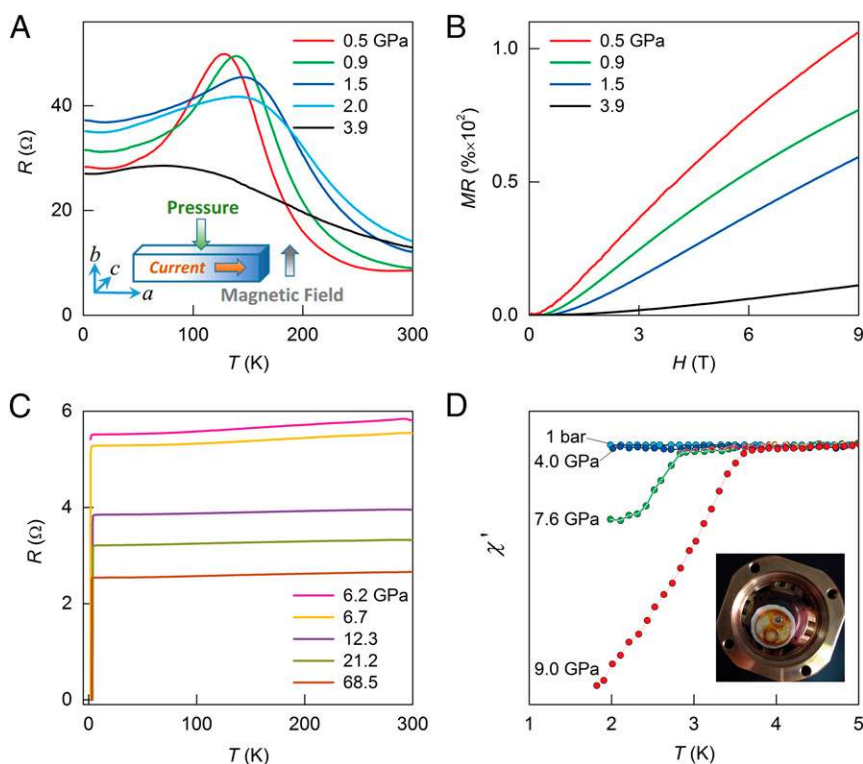 A
R (Ω)
40
20
0
0.5 GPa
0.9
1.5
2.0
3.9
Pressure
Current
Magnetic Field
b
c
a
0 100 200 300
T (K)
B
MR (%×10²)
1.0
0.5
0.0
0.5 GPa
0.9
1.5
3.9
0 3 6 9
H (T)
C
R (Ω)
6
4
2
0
6.2 GPa
6.7
12.3
21.2
68.5
0 100 200 300
T (K)
D
χ'
1 bar
4.0 GPa
7.6 GPa
9.0 GPa
1 2 3 4 5
T (K)